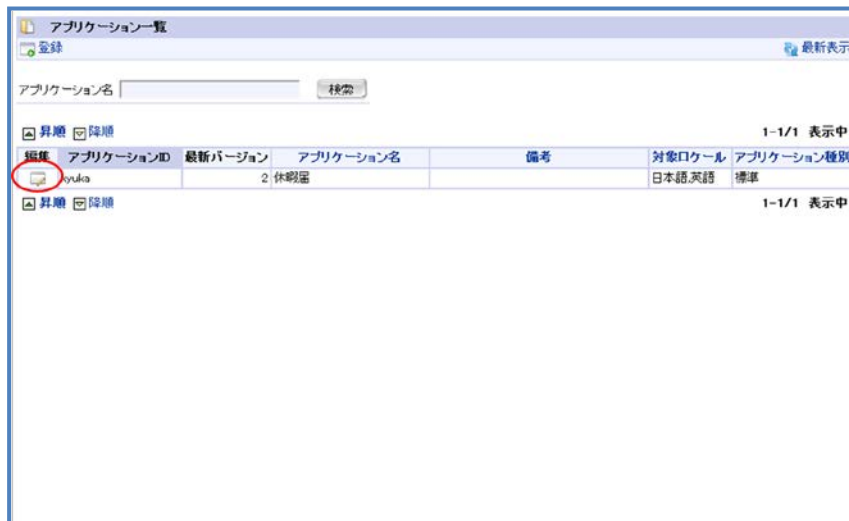 アプリケーション一覧
登録 最新表示
アプリケーション名 検索
昇順 降順 1-1/1 表示中
編集 アプリケーションID 最新バージョン アプリケーション名 備考 対象ロケール アプリケーション種別
kyuka 2 休暇届 日本語,英語 標準
昇順 降順 1-1/1 表示中